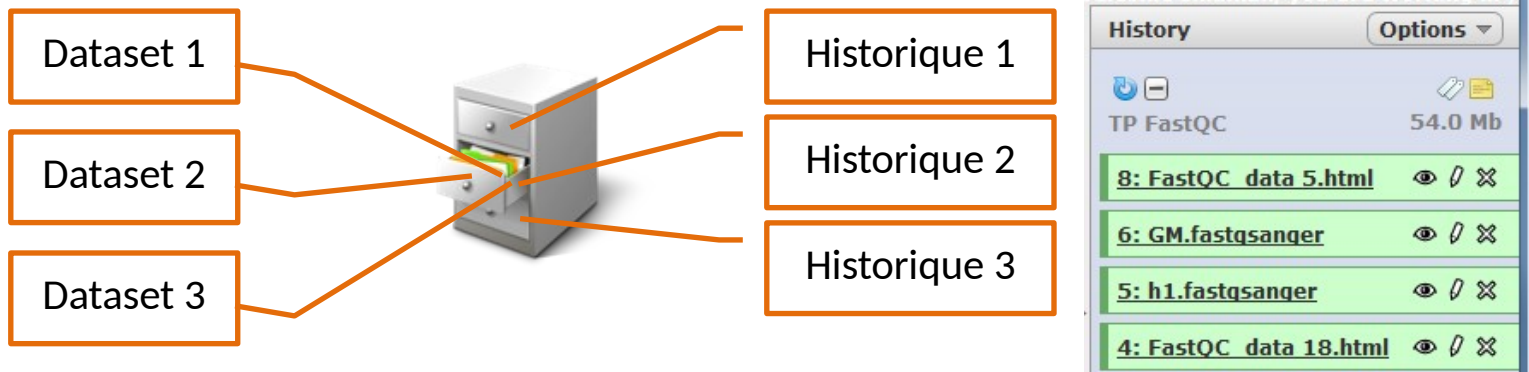 Dataset 1
Dataset 2
Dataset 3
Historique 1
Historique 2
Historique 3
History Options
TP FastQC 54.0 Mb
8: FastQC_data 5.html
6: GM.fastqsanger
5: h1.fastqsanger
4: FastQC_data 18.html